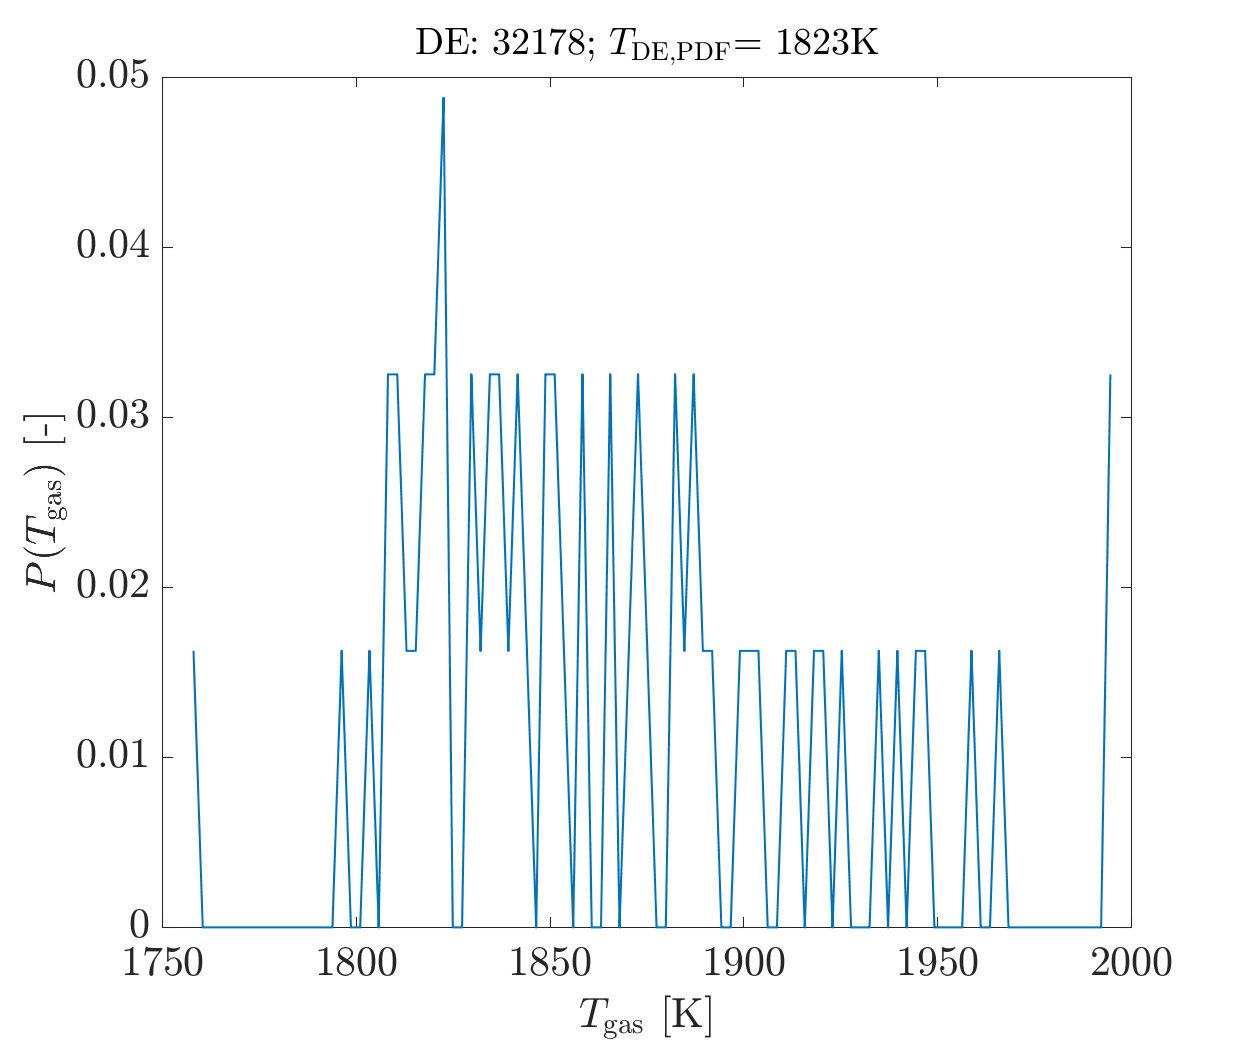 DE: 32178; T_DE,PDF= 1823K
0.05
0.04
0.03
0.02
0.01
0
P(T_gas) [-]
1750 1800 1850 1900 1950 2000
T_gas [K]